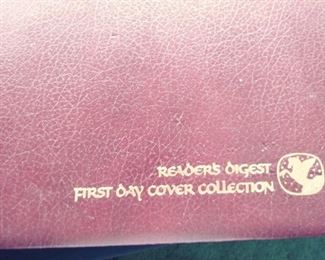 READER'S DIGEST
FIRST DAY COVER COLLECTION